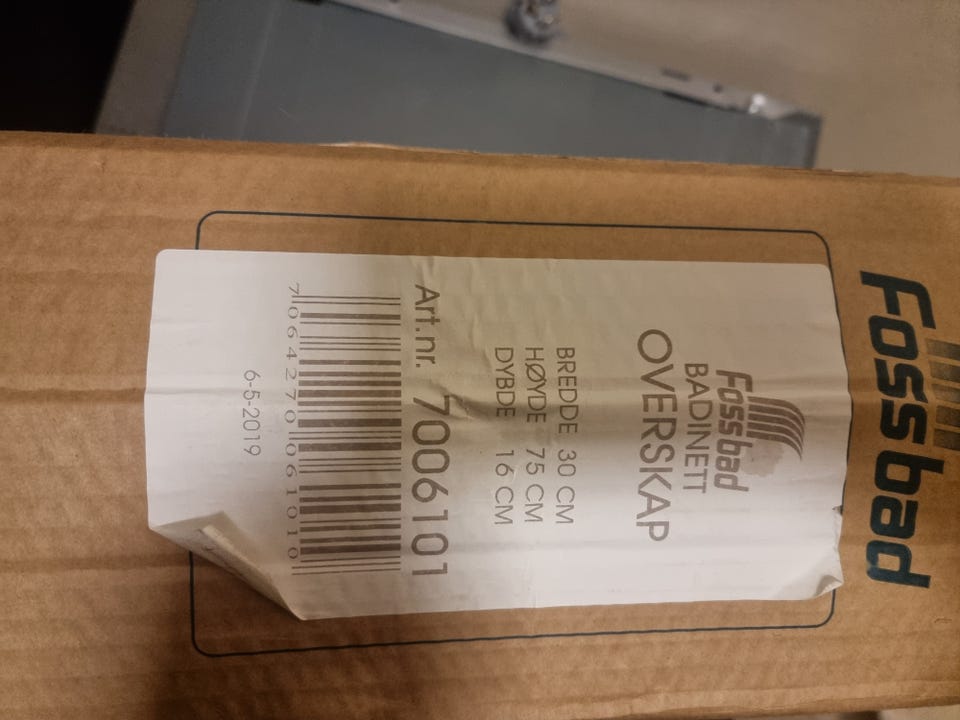 Fossbad
Fossbad
BADINETT
OVERSKAP
BREDDE 30 CM
HØYDE 75 CM
DYBDE 16 CM
Art.nr. 7006101
7064270061010
6-5-2019